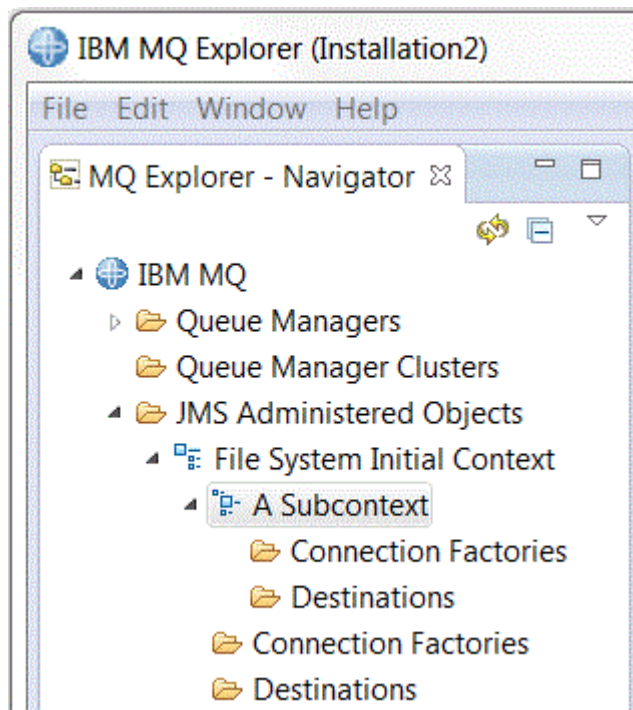 IBM MQ Explorer (Installation2)
File Edit Window Help
MQ Explorer - Navigator
IBM MQ
Queue Managers
Queue Manager Clusters
JMS Administered Objects
File System Initial Context
A Subcontext
Connection Factories
Destinations
Connection Factories
Destinations